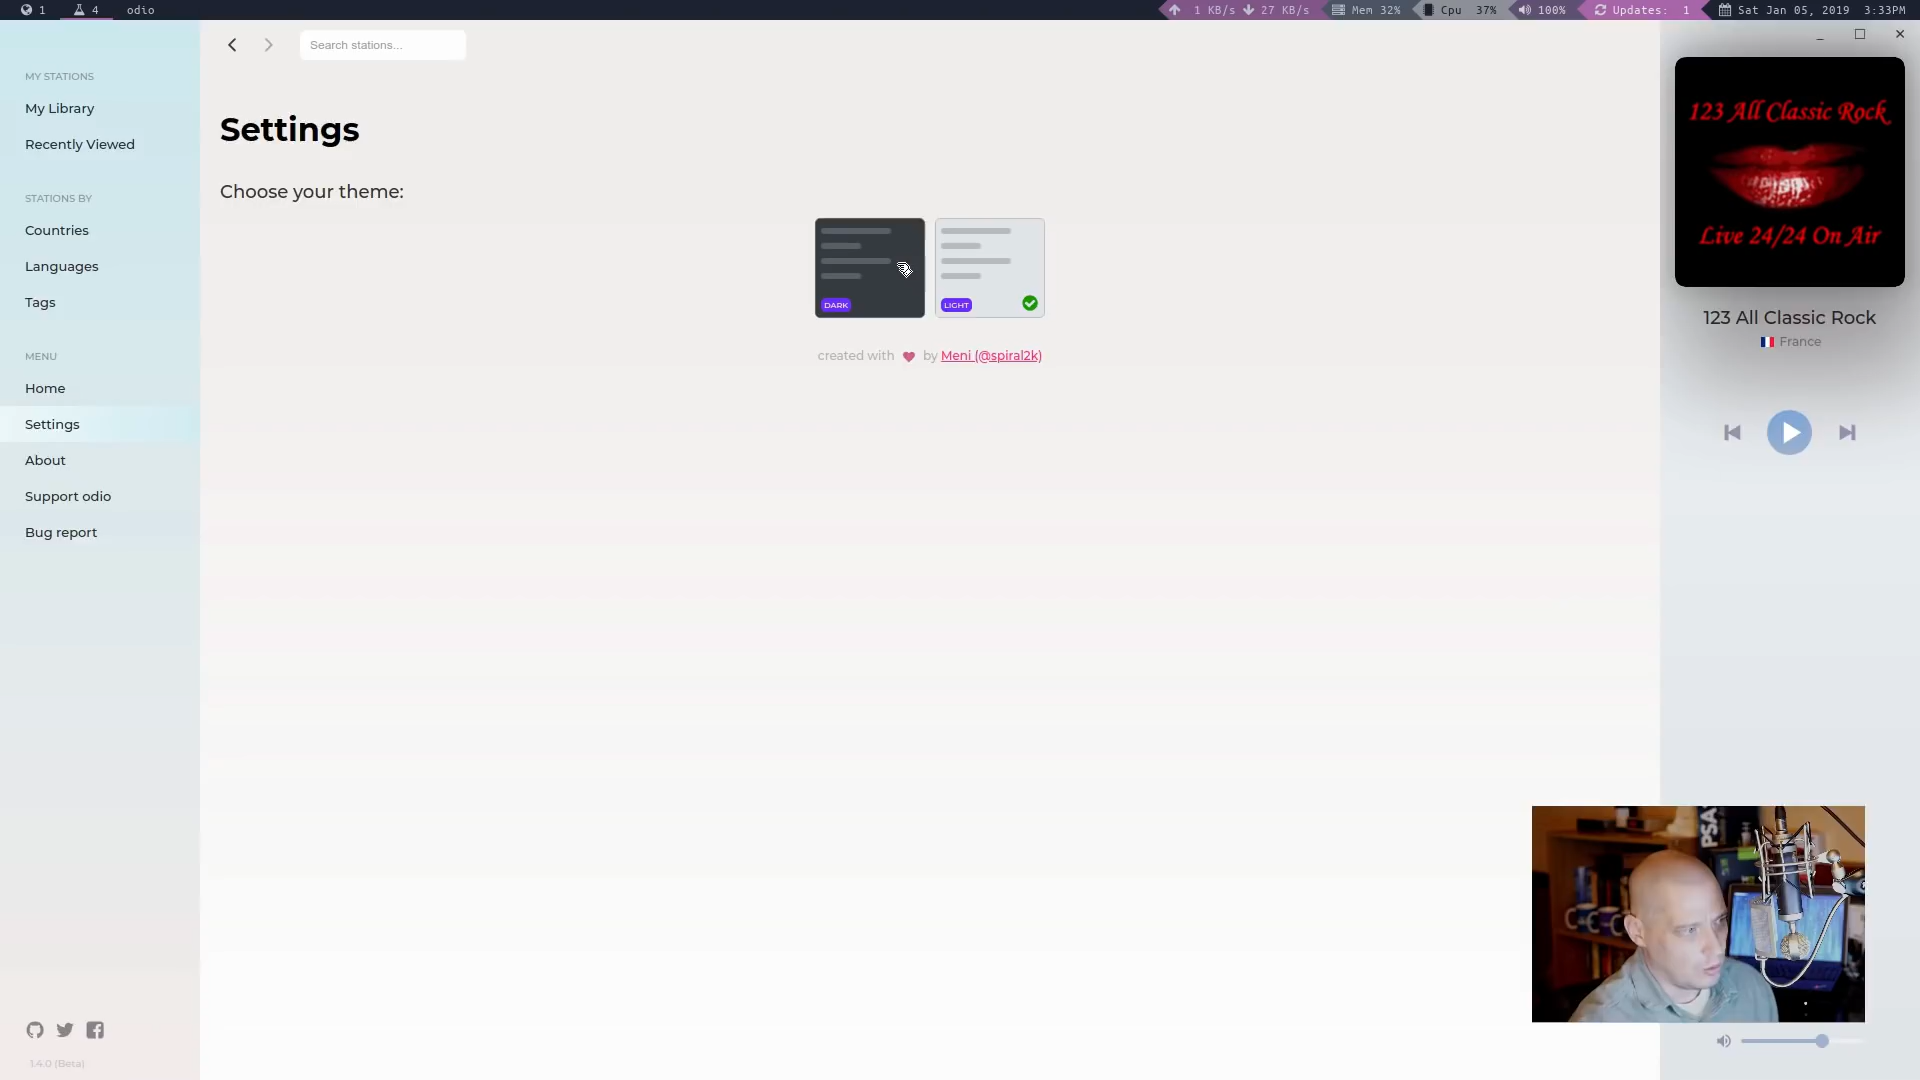 1
4
odio
1 KB/s
27 KB/s
Mem 32%
Cpu 37%
100%
Updates: 1
Sat Jan 05, 2019 3:33PM
Search stations...
MY STATIONS
My Library
Recently Viewed
STATIONS BY
Countries
Languages
Tags
MENU
Home
Settings
About
Support odio
Bug report
1.4.0 (Beta)
Settings
Choose your theme:
DARK
LIGHT
created with by Meni (@spiral2k)
123 All Classic Rock
Live 24/24 On Air
123 All Classic Rock
France
PSA